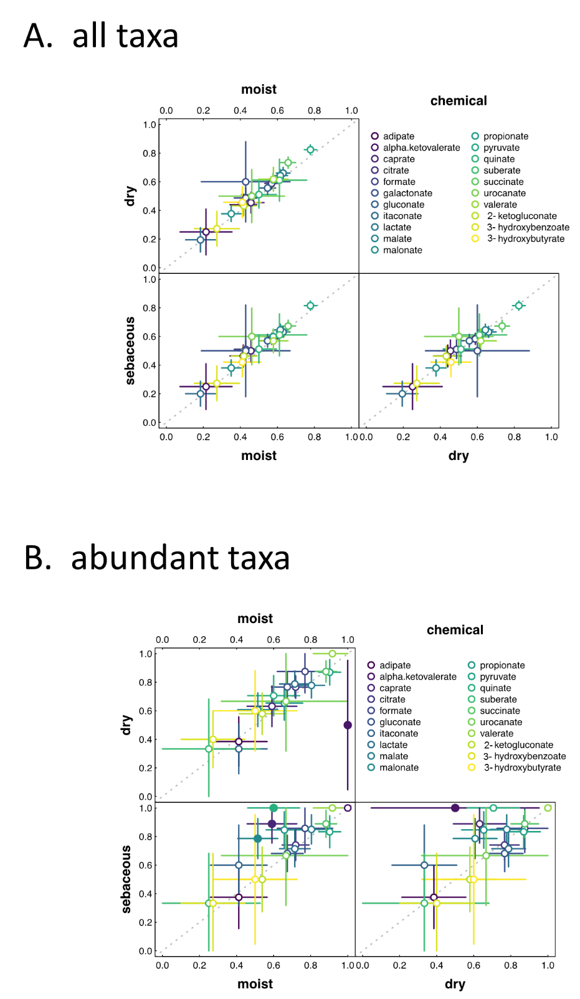 A. all taxa
moist
chemical
0.0 0.2 0.4 0.6 0.8 1.0
1.0
0.8
0.6
0.4
0.2
0.0
dry
adipate
alpha.ketovalerate
caprate
citrate
formate
galactonate
gluconate
itaconate
lactate
malate
malonate
propionate
pyruvate
quinate
suberate
succinate
urocanate
valerate
2- ketogluconate
3- hydroxybenzoate
3- hydroxybutyrate
1.0
0.8
0.6
0.4
0.2
0.0
sebaceous
0.0 0.2 0.4 0.6 0.8 1.0 0.0 0.2 0.4 0.6 0.8 1.0
moist
dry
B. abundant taxa
moist
chemical
0.0 0.2 0.4 0.6 0.8 1.0
1.0
0.8
0.6
0.4
0.2
0.0
dry
adipate
alpha.ketovalerate
caprate
citrate
formate
gluconate
itaconate
lactate
malate
malonate
propionate
pyruvate
quinate
suberate
succinate
urocanate
valerate
2- ketogluconate
3- hydroxybenzoate
3- hydroxybutyrate
1.0
0.8
0.6
0.4
0.2
0.0
sebaceous
0.0 0.2 0.4 0.6 0.8 1.0 0.0 0.2 0.4 0.6 0.8 1.0
moist
dry